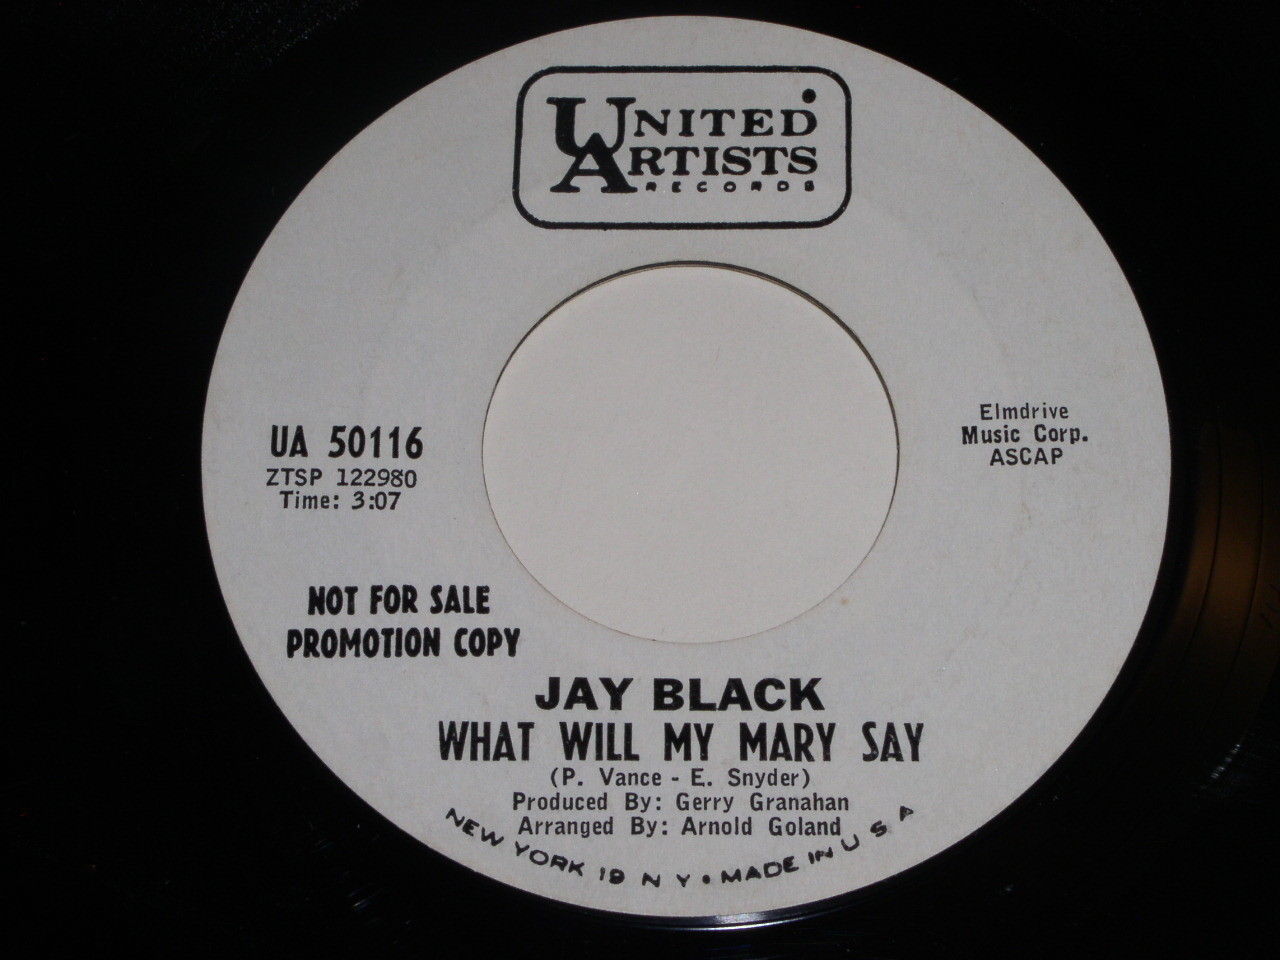 UNITED
ARTISTS
RECORDS
UA 50116
ZTSP 122980
Time: 3:07
Elmdrive
Music Corp.
ASCAP
NOT FOR SALE
PROMOTION COPY
JAY BLACK
WHAT WILL MY MARY SAY
(P. Vance - E. Snyder)
Produced By: Gerry Granahan
Arranged By: Arnold Goland
NEW YORK 19 N Y • MADE IN U S A